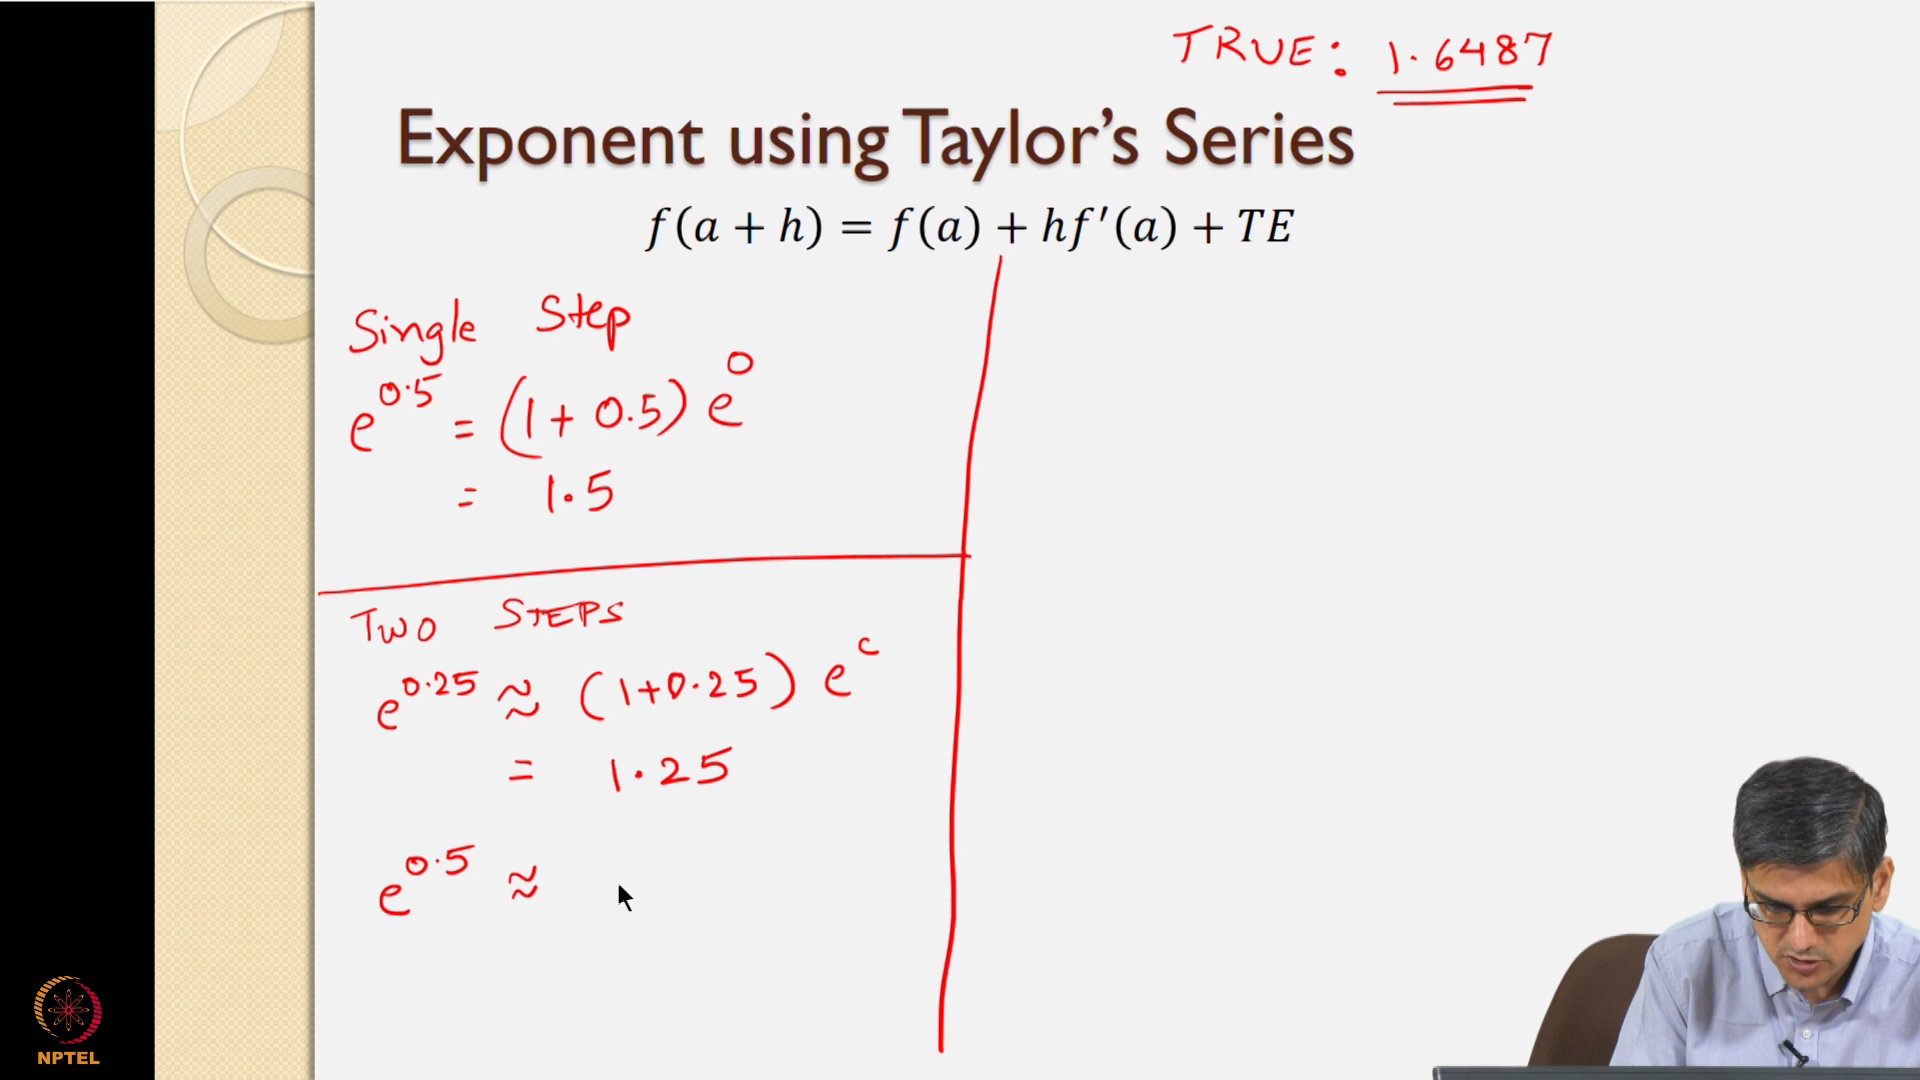 TRUE: 1.6487
Exponent using Taylor's Series
f(a + h) = f(a) + hf′(a) + TE
Single Step
e^0.5 = (1 + 0.5) e^0
= 1.5
TWO STEPS
e^0.25 ≈ (1+0.25) e^c
= 1.25
e^0.5 ≈
NPTEL